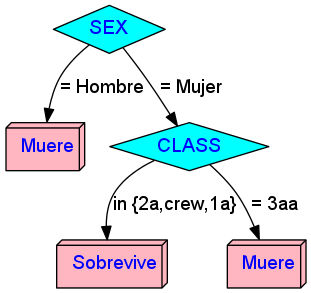 SEX
= Hombre
= Mujer
Muere
CLASS
in {2a,crew,1a}
= 3aa
Sobrevive
Muere